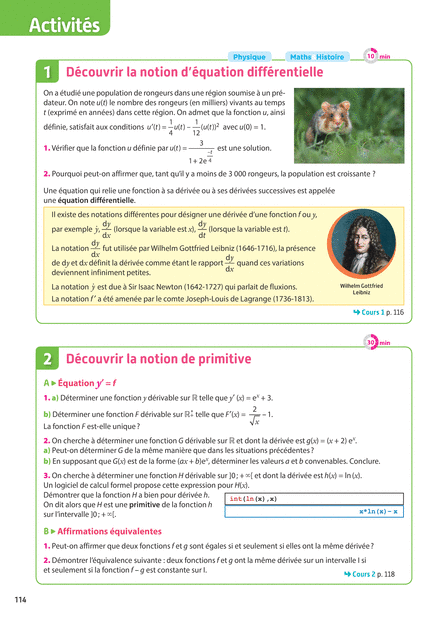 Activités
Physique
Maths Histoire
10 min
1 Découvrir la notion d'équation différentielle
On a étudié une population de rongeurs dans une région soumise à un pré-
dateur. On note u(t) le nombre des rongeurs (en milliers) vivants au temps
t (exprimé en années) dans cette région. On admet que la fonction u, ainsi
définie, satisfait aux conditions u'(t) = 1/4 u(t) − 1/12 (u(t))² avec u(0) = 1.
1. Vérifier que la fonction u définie par u(t) = 3/(1 + 2e^(−t/4)) est une solution.
2. Pourquoi peut-on affirmer que, tant qu'il y a moins de 3 000 rongeurs, la population est croissante ?
Une équation qui relie une fonction à sa dérivée ou à ses dérivées successives est appelée
une équation différentielle.
Il existe des notations différentes pour désigner une dérivée d'une fonction f ou y,
par exemple ẏ, dy/dx (lorsque la variable est x), dy/dt (lorsque la variable est t).
La notation dy/dx fut utilisée par Wilhelm Gottfried Leibniz (1646-1716), la présence
de dy et dx définit la dérivée comme étant le rapport dy/dx quand ces variations
deviennent infiniment petites.
La notation ẏ est due à Sir Isaac Newton (1642-1727) qui parlait de fluxions.
La notation f' a été amenée par le comte Joseph-Louis de Lagrange (1736-1813).
Wilhelm Gottfried
Leibniz
Cours 1 p. 116
30 min
2 Découvrir la notion de primitive
A ▶ Équation y' = f
1. a) Déterminer une fonction y dérivable sur ℝ telle que y' (x) = eˣ + 3.
b) Déterminer une fonction F dérivable sur ℝ*₊ telle que F'(x) = 2/√x − 1.
La fonction F est-elle unique ?
2. On cherche à déterminer une fonction G dérivable sur ℝ et dont la dérivée est g(x) = (x + 2) eˣ.
a) Peut-on déterminer G de la même manière que dans les situations précédentes ?
b) En supposant que G(x) est de la forme (ax + b)eˣ, déterminer les valeurs a et b convenables. Conclure.
3. On cherche à déterminer une fonction H dérivable sur ]0 ; +∞[ et dont la dérivée est h(x) = ln (x).
Un logiciel de calcul formel propose cette expression pour H(x).
Démontrer que la fonction H a bien pour dérivée h.
On dit alors que H est une primitive de la fonction h
sur l'intervalle ]0 ; +∞[.
int(ln(x),x)
x*ln(x)-x
B ▶ Affirmations équivalentes
1. Peut-on affirmer que deux fonctions f et g sont égales si et seulement si elles ont la même dérivée ?
2. Démontrer l'équivalence suivante : deux fonctions f et g ont la même dérivée sur un intervalle I si
et seulement si la fonction f – g est constante sur I.
Cours 2 p. 118
114